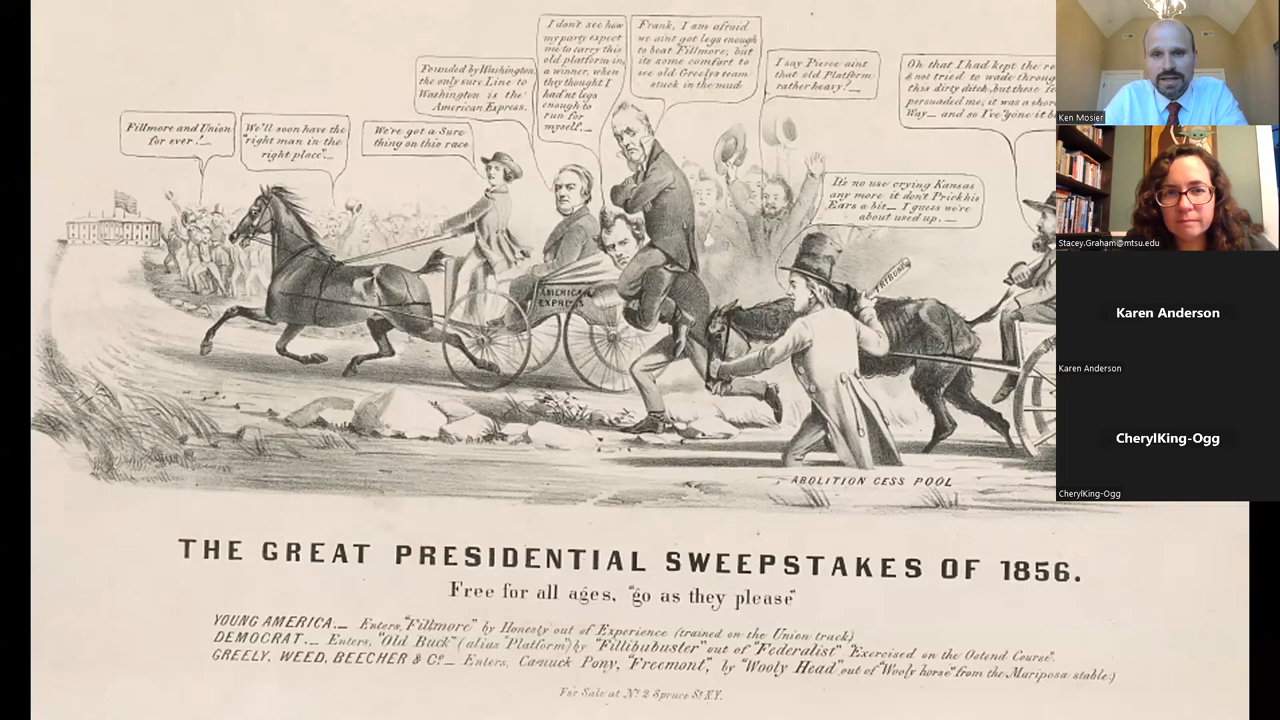 Fillmore and Union
for ever!
We'll soon have the
"right man in the
right place".
We've got a Sure
thing on this race
Founded by Washington,
the only sure Line to
Washington is the
American Express.
I don't see how
my party expect
me to carry this
old platform in,
a winner, when
they thought I
had'nt legs
enough to
run for
myself.
Frank, I am afraid
we aint got legs enough
to beat Fillmore, but
its some comfort to
see old Greelys team
stuck in the mud
I say Pierce aint
that old Platform
rather heavy?
Oh that I had kept the
& not tried to wade
this dirty ditch, but these
persuaded me; it was a
Way and so I've "gone it
It's no use crying Kansas
any more it don't Prick his
Ears a bit I guess we're
about used up.
AMERICAN
EXPRESS
TRIBUNE
ABOLITION CESS POOL
THE GREAT PRESIDENTIAL SWEEPSTAKES OF 1856.
Free for all ages, "go as they please"
YOUNG AMERICA. Enters, "Fillmore" by Honesty out of Experience (trained on the Union track)
DEMOCRAT. Enters, "Old Buck" (alias "Platform") by "Fillibubuster" out of "Federalist" "Exercised on the Ostend Course".
GREELY, WEED, BEECHER & Co. Enters, Canuck Pony, "Freemont", by "Wooly Head" out of "Wooly horse" from the Mariposa stable.)
For Sale at No. 2 Spruce St N.Y.
Ken Mosier
Stacey.Graham@mtsu.edu
Karen Anderson
Karen Anderson
CherylKing-Ogg
CherylKing-Ogg